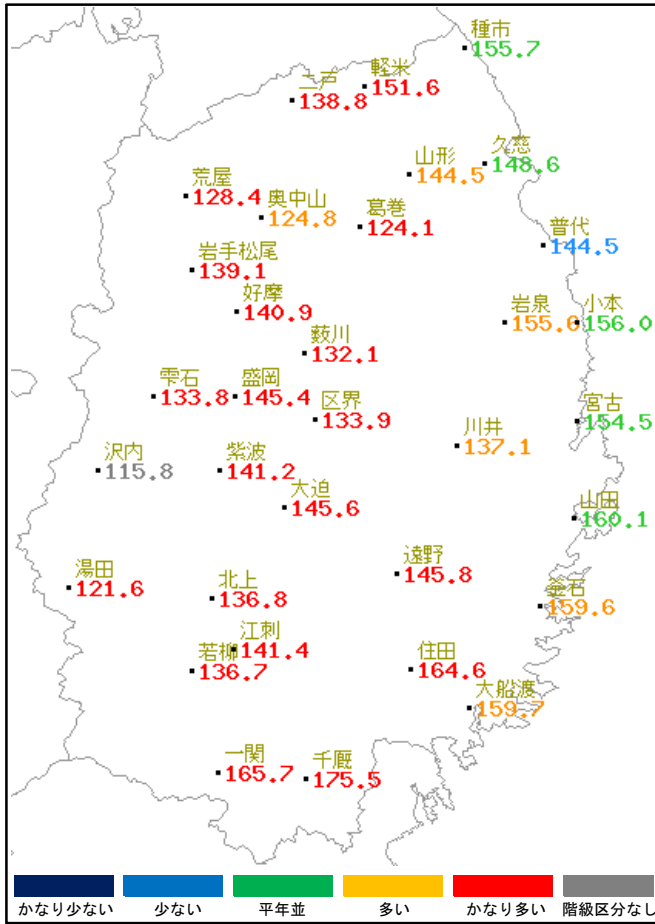 種市
155.7
軽米
151.6
二戸
138.8
久慈
148.6
山形
144.5
荒屋
128.4
奥中山
124.8
葛巻
124.1
普代
144.5
岩手松尾
139.1
好摩
140.9
岩泉
155.6
小本
156.0
薮川
132.1
雫石
133.8
盛岡
145.4
区界
133.9
宮古
154.5
川井
137.1
沢内
115.8
紫波
141.2
大迫
145.6
山田
160.1
遠野
145.8
湯田
121.6
北上
136.8
釜石
159.6
江刺
141.4
若柳
136.7
住田
164.6
大船渡
159.7
一関
165.7
千厩
175.5
かなり少ない 少ない 平年並 多い かなり多い 階級区分なし